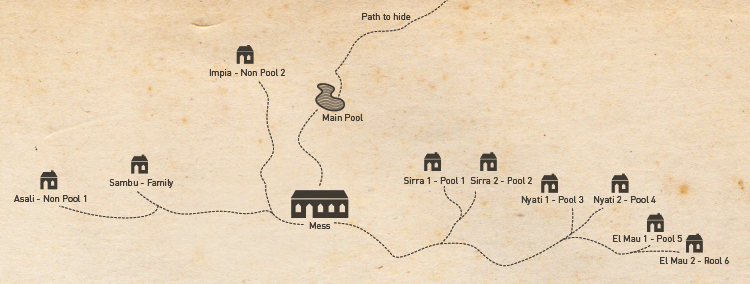 Path to hide
Impia - Non Pool 2
Main Pool
Sambu - Family
Asali - Non Pool 1
Sirra 1 - Pool 1
Sirra 2 - Pool 2
Nyati 1 - Pool 3
Nyati 2 - Pool 4
Mess
El Mau 1 - Pool 5
El Mau 2 - Rool 6